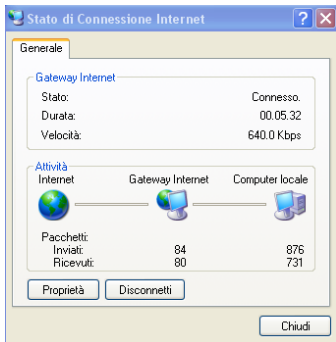 Stato di Connessione Internet
Generale
Gateway Internet
Stato: Connesso.
Durata: 00.05.32
Velocità: 640.0 Kbps
Attività
Internet Gateway Internet Computer locale
Pacchetti:
Inviati: 84 876
Ricevuti: 80 731
Proprietà Disconnetti
Chiudi